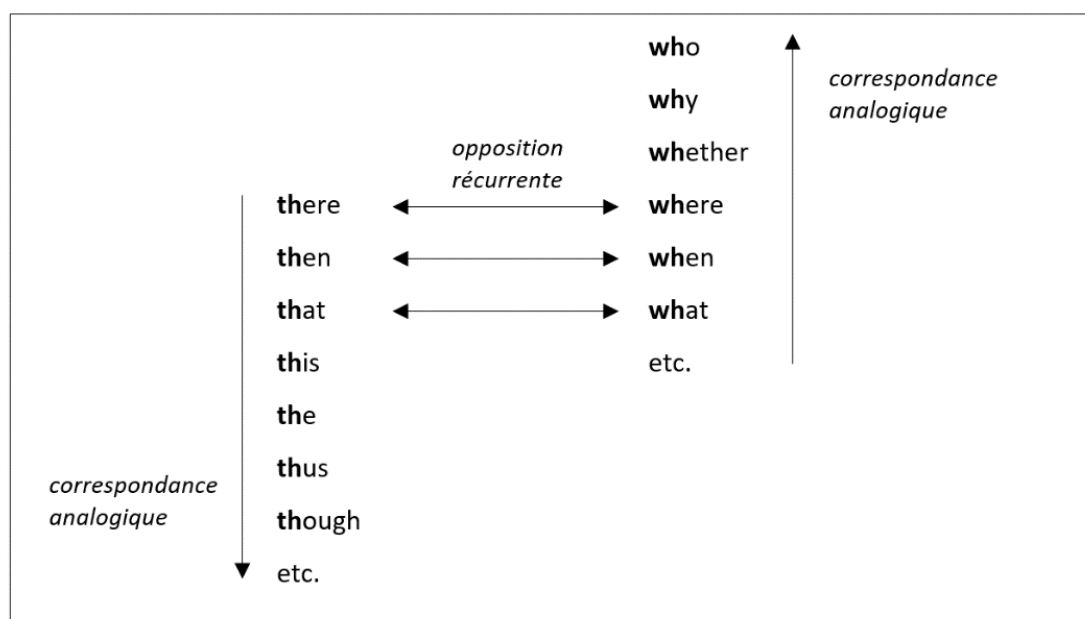 who
why
correspondance
analogique
whether
opposition
récurrente
there
where
then
when
that
what
this
etc.
the
thus
though
correspondance
analogique
etc.